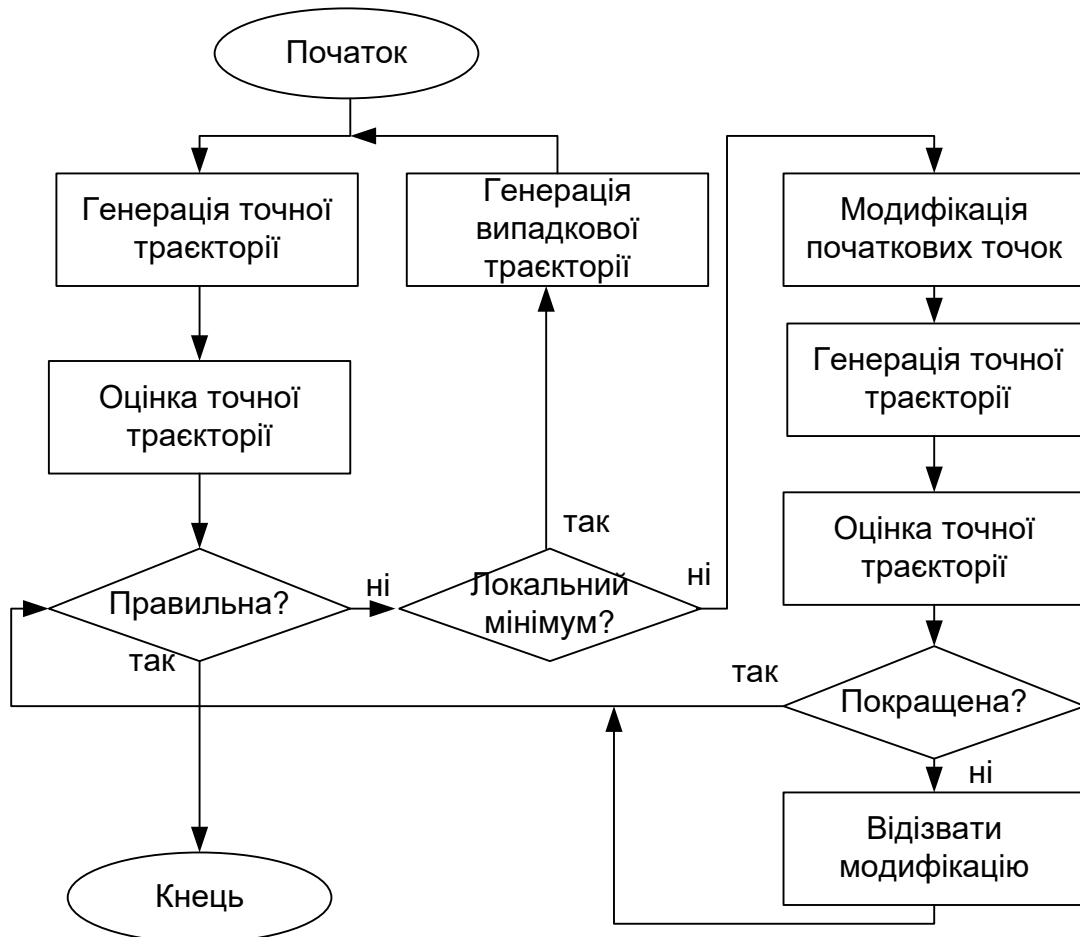 Початок
Генерація точної
траєкторії
Оцінка точної
траєкторії
Правильна?
так
ні
Кнець
Генерація
випадкової
траєкторії
так
Локальний
мінімум?
ні
Модифікація
початкових точок
Генерація точної
траєкторії
Оцінка точної
траєкторії
Покращена?
так
ні
Відізвати
модифікацію